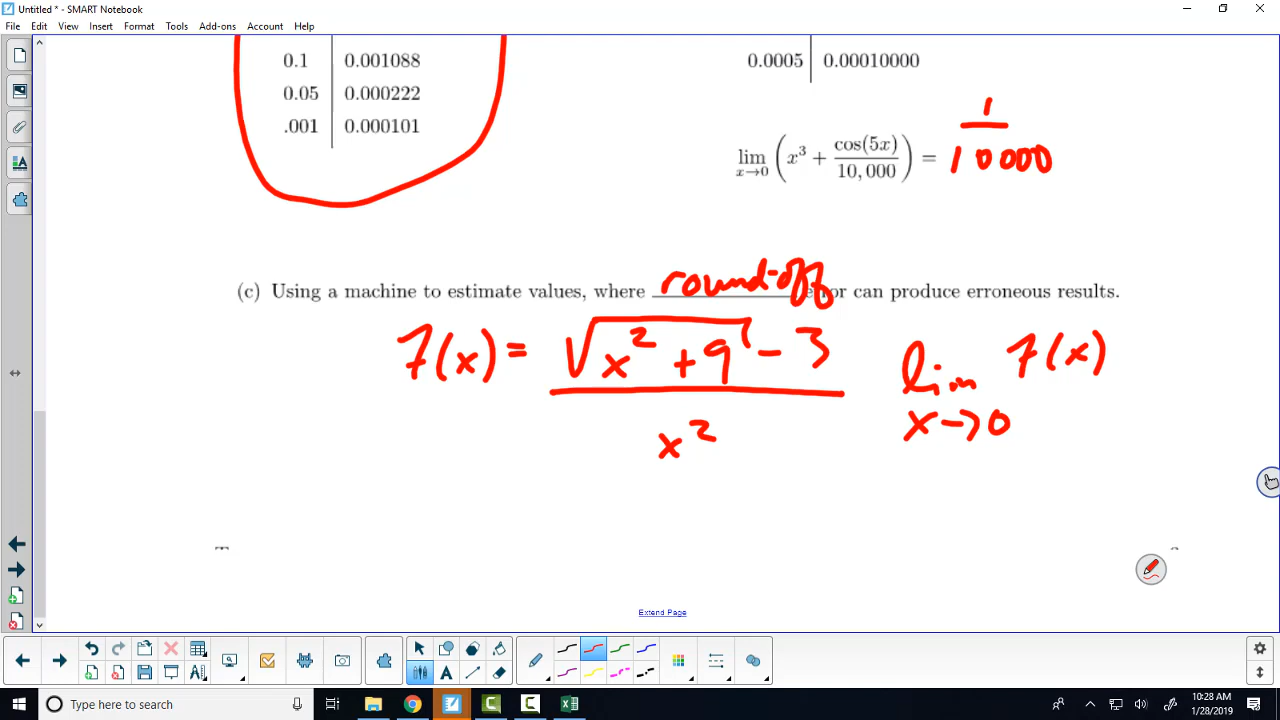 Untitled * - SMART Notebook
File Edit View Insert Format Tools Add-ons Account Help
0.1 0.001088
0.05 0.000222
.001 0.000101
0.0005 0.00010000
lim x→0 (x³ + cos(5x)/10,000) = 1/10000
(c) Using a machine to estimate values, where round-off error can produce erroneous results.
f(x) = (√(x² + 9) - 3)/x² lim x→0 f(x)
Extend Page
Type here to search
10:28 AM
1/28/2019